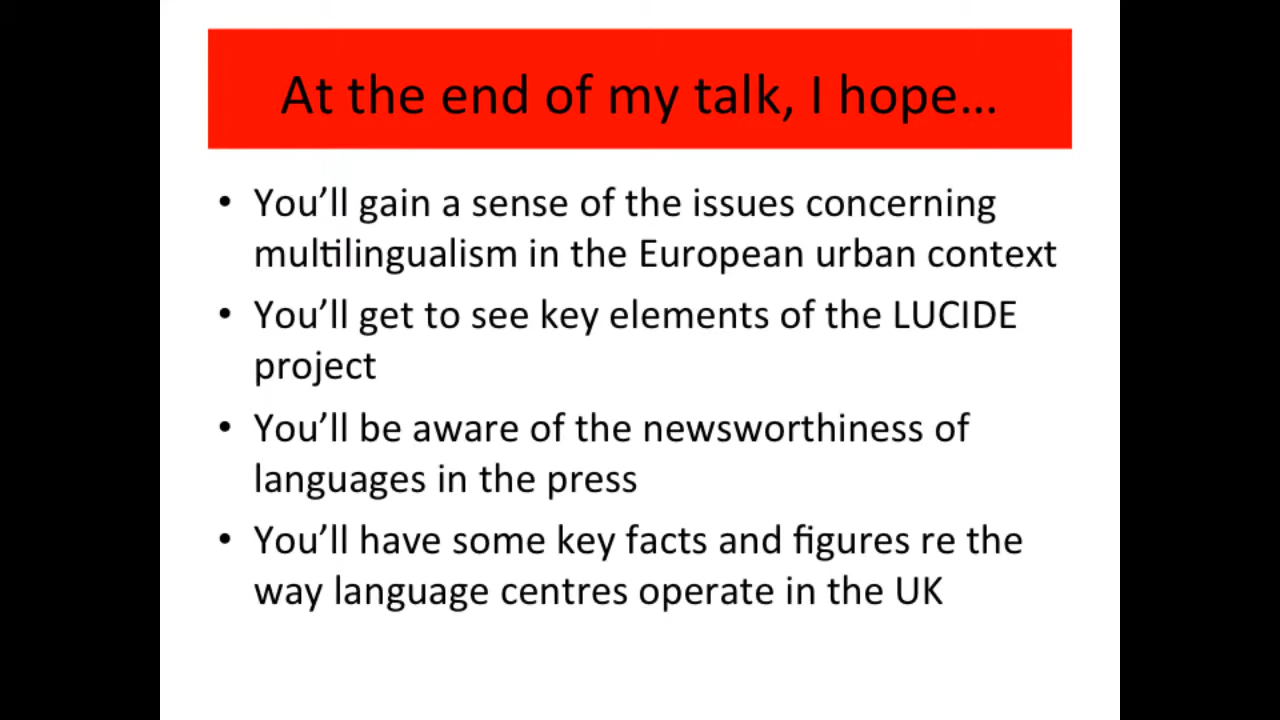 At the end of my talk, I hope…
• You’ll gain a sense of the issues concerning
multilingualism in the European urban context
• You’ll get to see key elements of the LUCIDE
project
• You’ll be aware of the newsworthiness of
languages in the press
• You’ll have some key facts and figures re the
way language centres operate in the UK